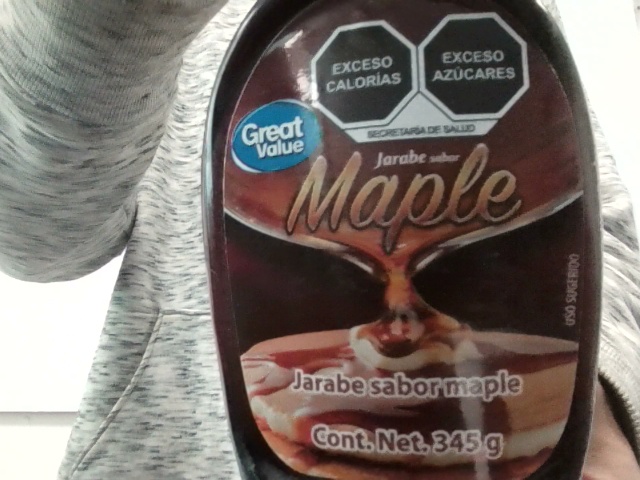 EXCESO
CALORÍAS
EXCESO
AZÚCARES
SECRETARÍA DE SALUD
Great
Value
Jarabe sabor
Maple
USO SUGERIDO
Jarabe sabor maple
Cont. Net. 345 g